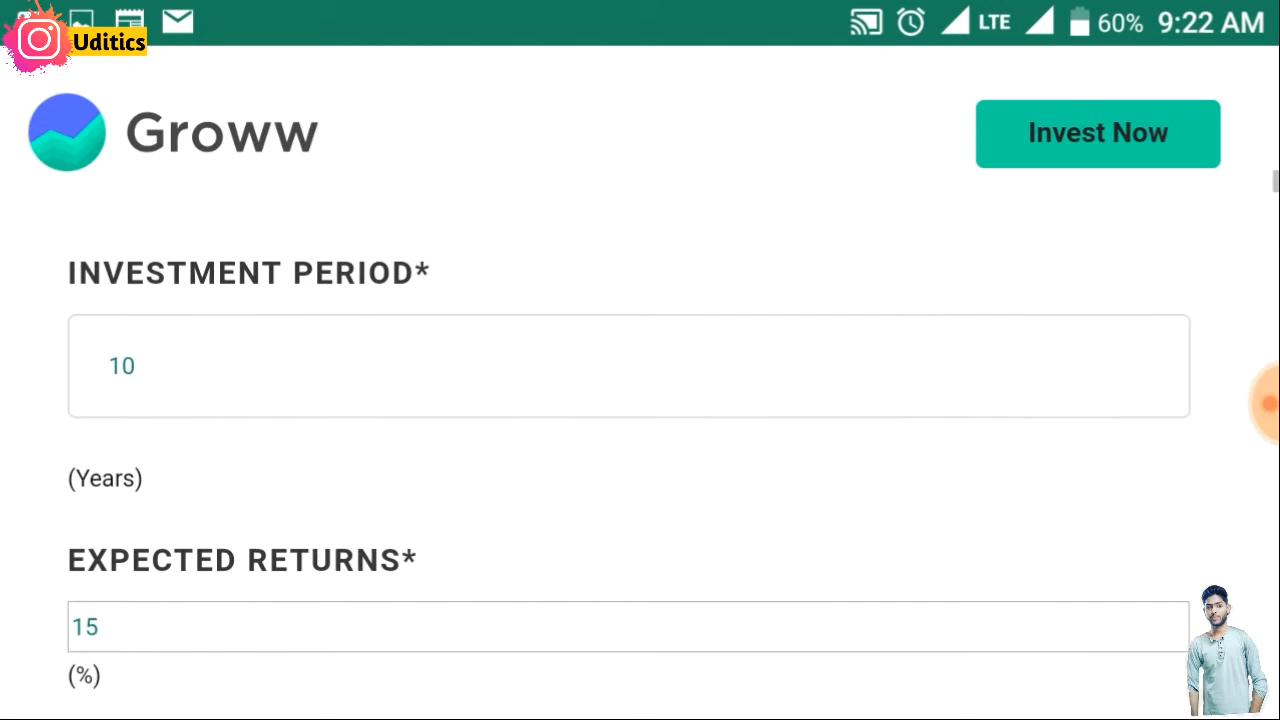 Uditics
LTE 60% 9:22 AM
Groww
Invest Now
INVESTMENT PERIOD*
10
(Years)
EXPECTED RETURNS*
15
(%)